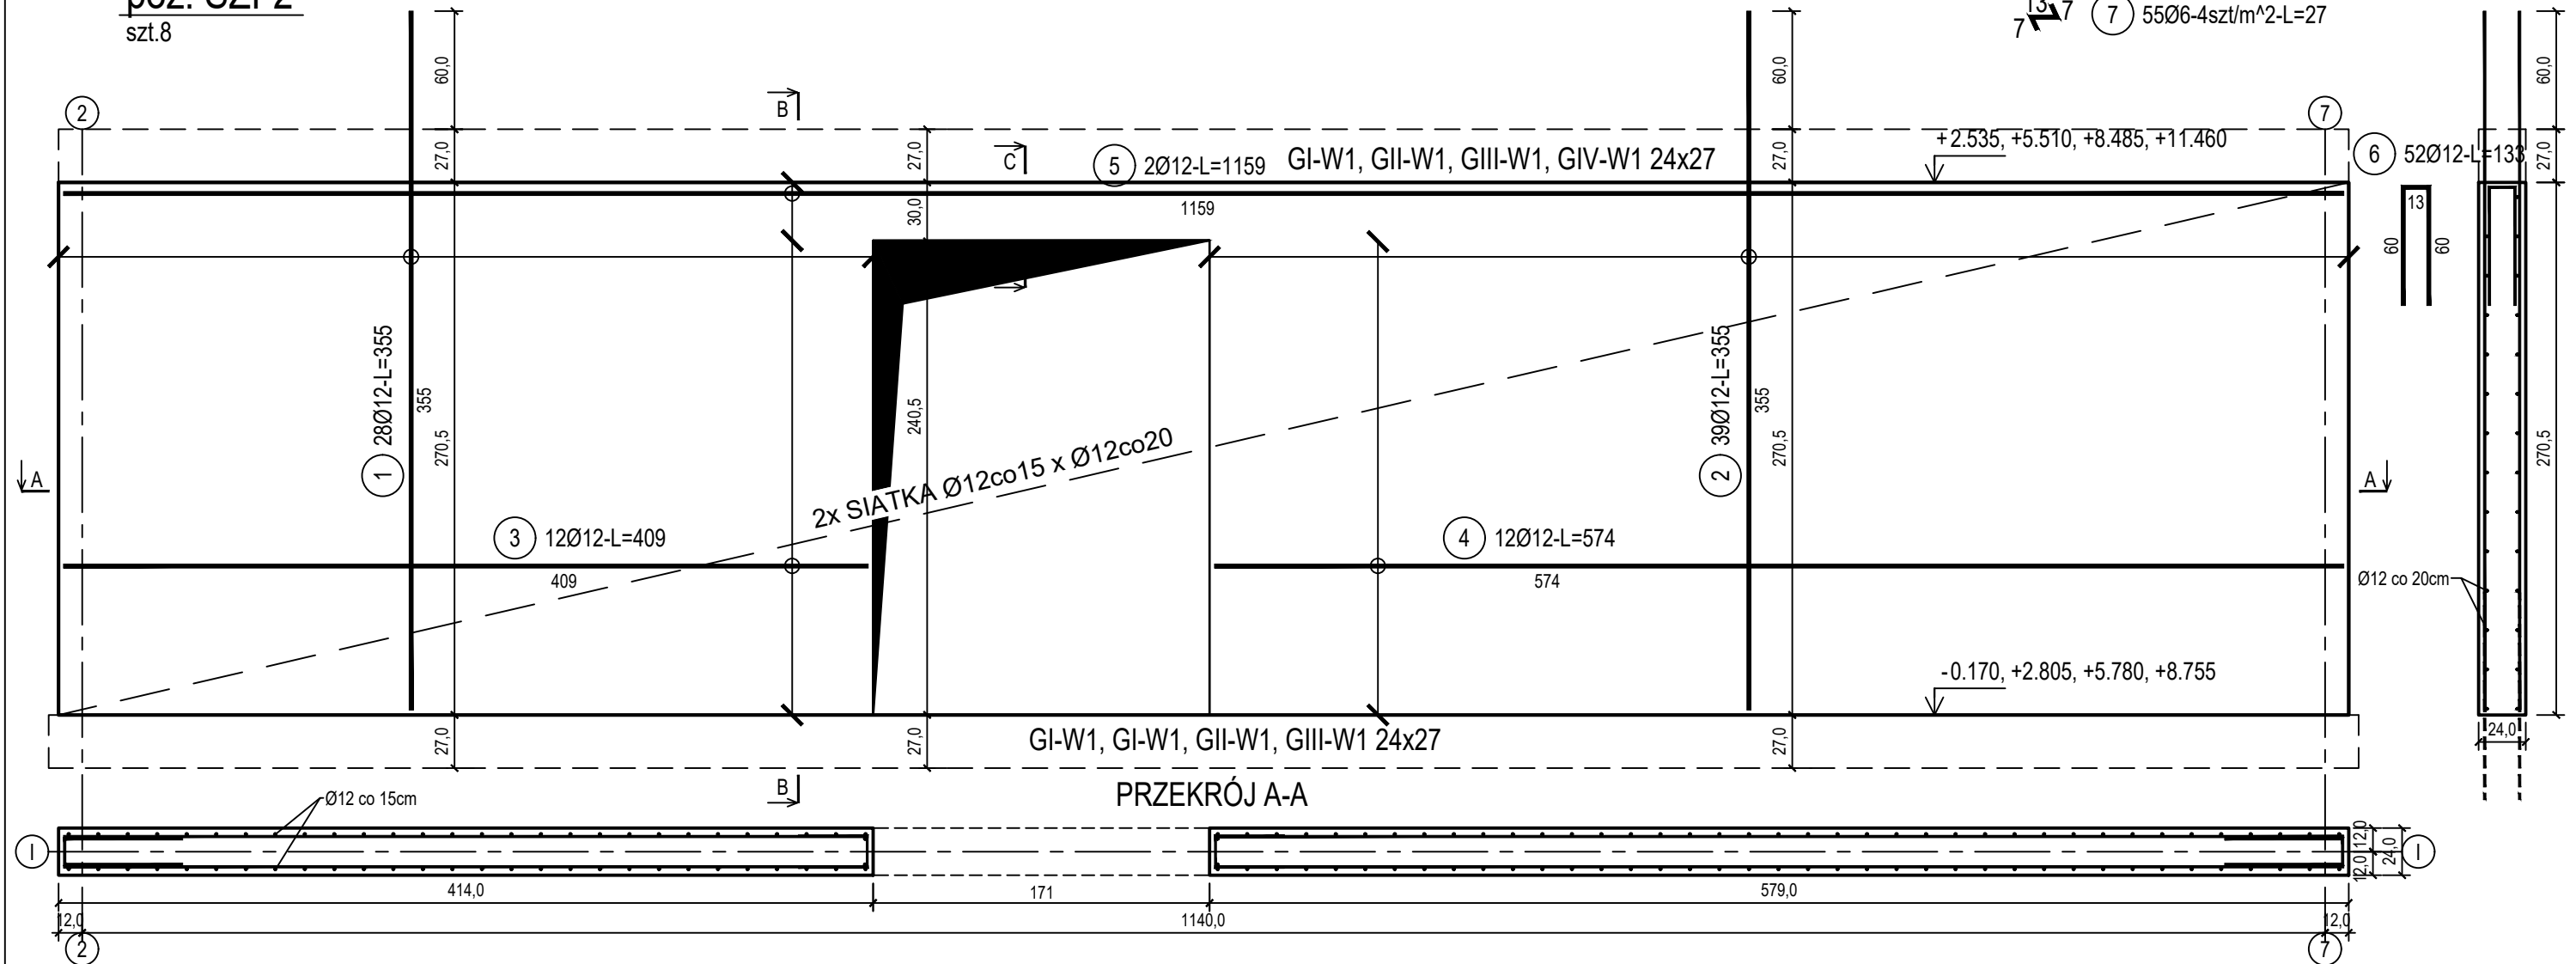 poz. SZF2
szt.8
13
7
7
7 55Ø6-4szt/m^2-L=27
60,0
60,0
60,0
2
B
7
27,0
27,0
C
5 2Ø12-L=1159
GI-W1, GII-W1, GIII-W1, GIV-W1 24x27
27,0
+2.535, +5.510, +8.485, +11.460
6 52Ø12-L=133
27,0
1159
30,0
13
60
60
1 28Ø12-L=355
355
270,5
240,5
2 39Ø12-L=355
355
270,5
270,5
2x SIATKA Ø12co15 x Ø12co20
A
A
3 12Ø12-L=409
409
4 12Ø12-L=574
574
Ø12 co 20cm
-0.170, +2.805, +5.780, +8.755
24,0
27,0
27,0
GI-W1, GI-W1, GII-W1, GIII-W1 24x27
27,0
B
PRZEKRÓJ A-A
Ø12 co 15cm
I
12,0
12,0
24,0
I
414,0
171
579,0
12,0
1140,0
12,0
2
7